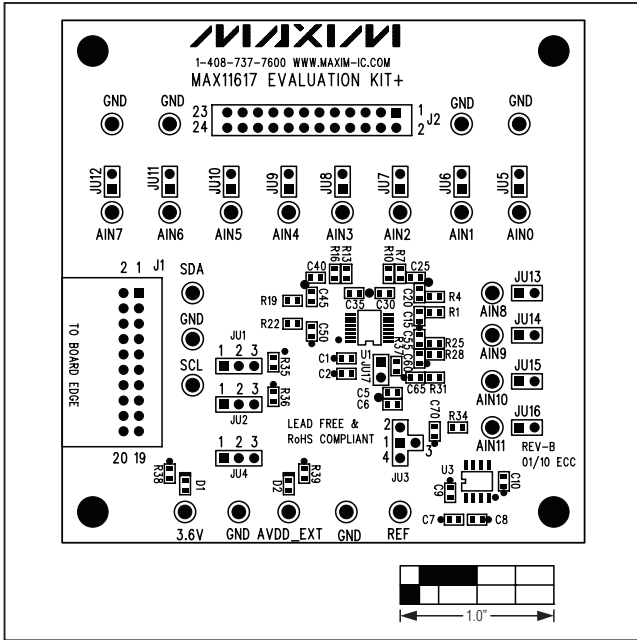 MAXIM
1-408-737-7600 WWW.MAXIM-IC.COM
MAX11617 EVALUATION KIT+
GND GND GND GND
23 1
24 2
J2
JU12 JU11 JU10 JU9 JU8 JU7 JU6 JU5
AIN7 AIN6 AIN5 AIN4 AIN3 AIN2 AIN1 AIN0
2 1 J1
SDA
C40 R16 R13 R10 R7 C25
JU13
R19 C45 C35 C30 C20 R4 AIN8
TO BOARD EDGE
GND
R22 C50 C15 R1
JU14
JU1
1 2 3
R35
C1 U1 R37 C55 R25 AIN9
SCL
C2 JU17 C60 R28
JU15
R36
C5 C65 R31 AIN10
1 2 3
JU2
C6
LEAD FREE &
RoHS COMPLIANT
2
1
4
3
JU3
C70 R34
JU16
AIN11
REV-B
01/10 ECC
20 19
1 2 3
JU4
R38 D1 D2 R39
U3
C9 C10
C7 C8
3.6V GND AVDD_EXT GND REF
1.0"